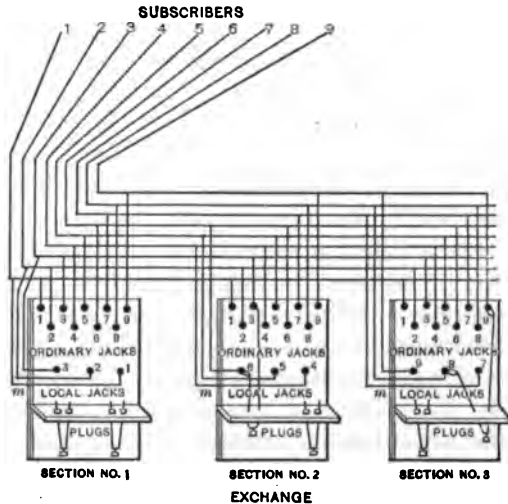 SUBSCRIBERS
1 2 3 4 5 6 7 8 9
1 3 5 7 9 1 3 5 7 9 1 3 5 7 9
2 4 6 8 2 4 6 8 2 4 6 8
ORDINARY JACKS ORDINARY JACKS ORDINARY JACKS
3 2 1 6 5 4 9 8 7
m LOCAL JACKS m LOCAL JACKS m LOCAL JACKS
PLUGS PLUGS PLUGS
SECTION NO. 1 SECTION NO. 2 SECTION NO. 3
EXCHANGE